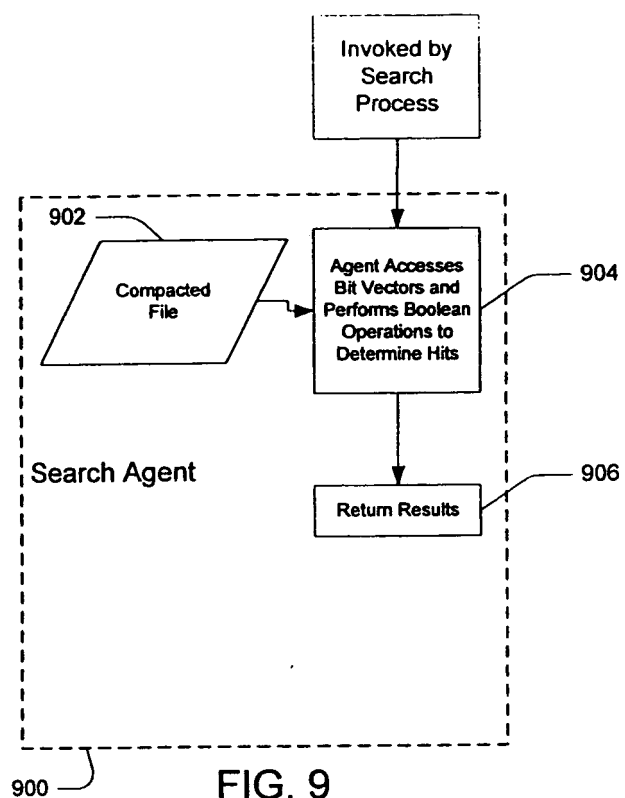 Invoked by
Search
Process
902
Compacted
File
Agent Accesses
Bit Vectors and
Performs Boolean
Operations to
Determine Hits
904
Search Agent
Return Results
906
900
FIG. 9